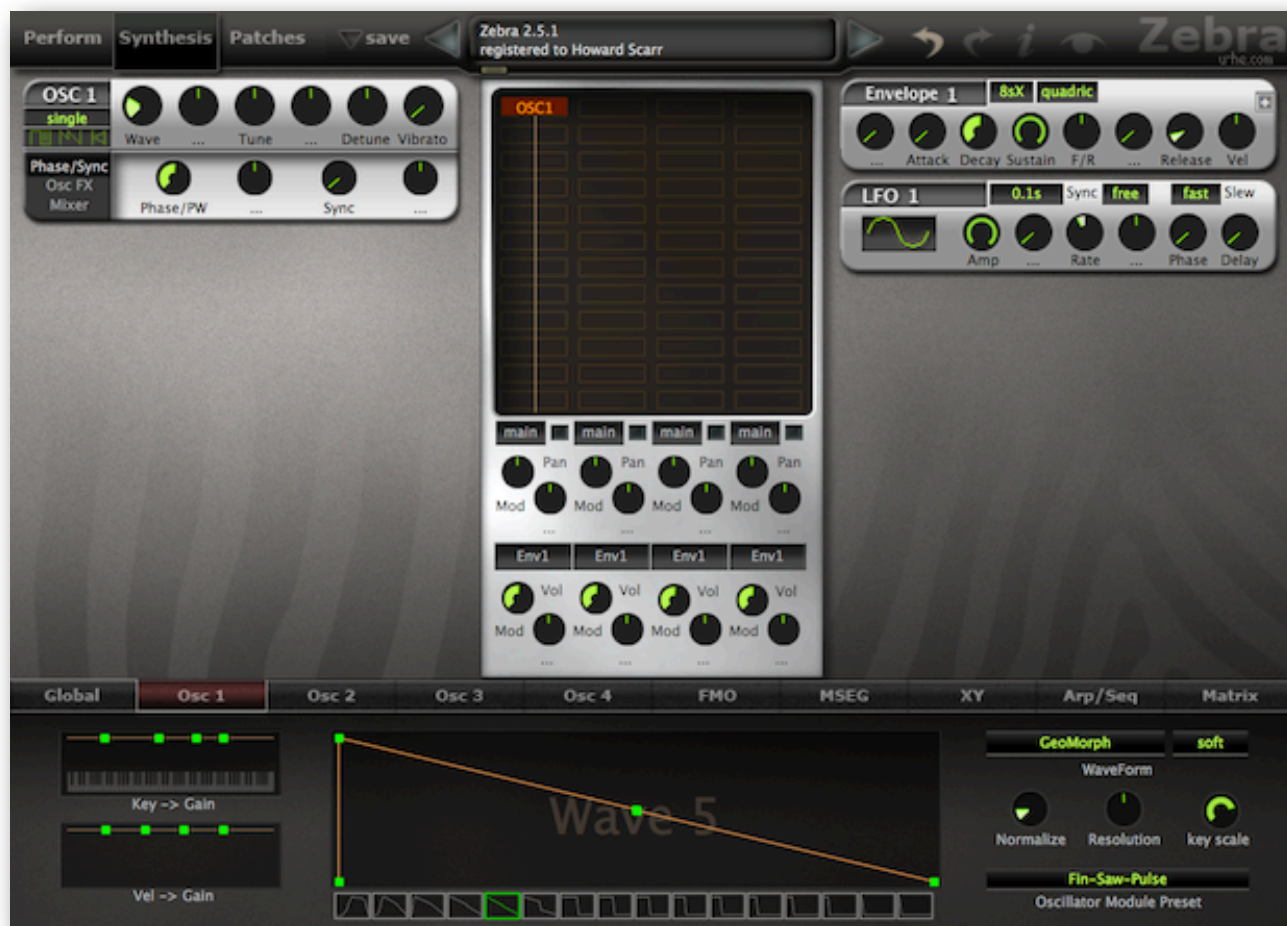 Perform Synthesis Patches save
Zebra 2.5.1
registered to Howard Scarr
Zebra
u-he.com
OSC 1
single
Wave ... Tune ... Detune Vibrato
Phase/Sync
Osc FX
Mixer
Phase/PW ... Sync ...
OSC1
main main main main
Pan Pan Pan Pan
Mod Mod Mod Mod
... ... ... ...
Env1 Env1 Env1 Env1
Vol Vol Vol Vol
Mod Mod Mod Mod
... ... ... ...
Envelope 1 8sX quadric
... Attack Decay Sustain F/R ... Release Vel
LFO 1 0.1s Sync free fast Slew
Amp ... Rate ... Phase Delay
Global Osc 1 Osc 2 Osc 3 Osc 4 FMO MSEG XY Arp/Seq Matrix
Key -> Gain
Vel -> Gain
Wave 5
GeoMorph soft
WaveForm
Normalize Resolution key scale
Fin-Saw-Pulse
Oscillator Module Preset